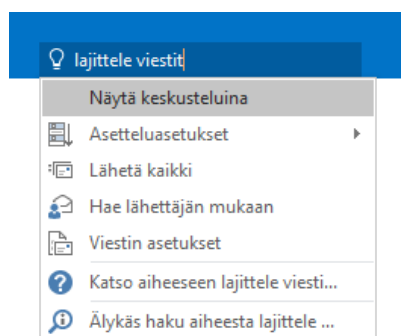 lajittele viestit
Näytä keskusteluina
Asetteluasetukset
Lähetä kaikki
Hae lähettäjän mukaan
Viestin asetukset
Katso aiheeseen lajittele viesti...
Älykäs haku aiheesta lajittele ...